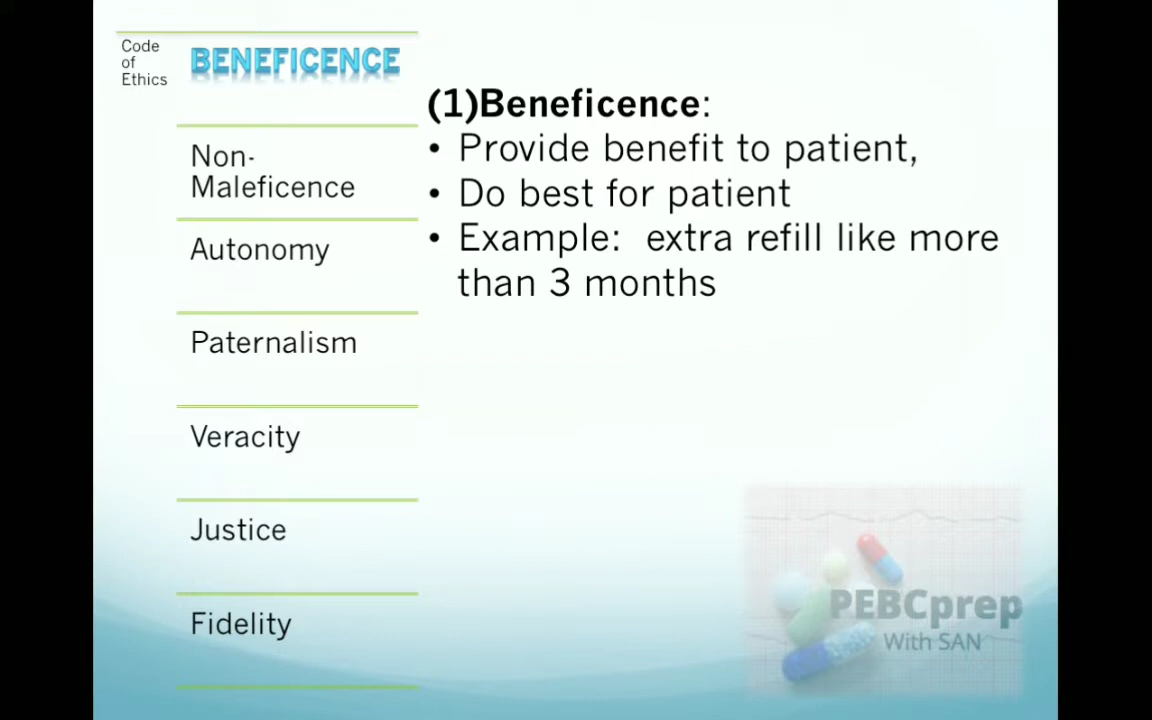 Code
of
Ethics
BENEFICENCE
Non-
Maleficence
Autonomy
Paternalism
Veracity
Justice
Fidelity
(1)Beneficence:
• Provide benefit to patient,
• Do best for patient
• Example:  extra refill like more
than 3 months
PEBCprep
With SAN